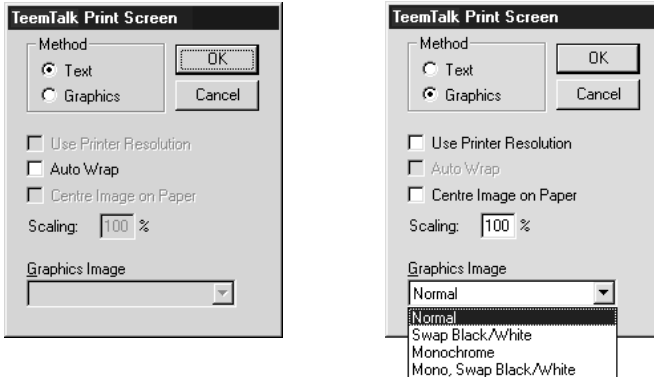 TeemTalk Print Screen
Method
Text
Graphics
OK
Cancel
Use Printer Resolution
Auto Wrap
Centre Image on Paper
Scaling: 100 %
Graphics Image
TeemTalk Print Screen
Method
Text
Graphics
OK
Cancel
Use Printer Resolution
Auto Wrap
Centre Image on Paper
Scaling: 100 %
Graphics Image
Normal
Normal
Swap Black/White
Monochrome
Mono, Swap Black/White